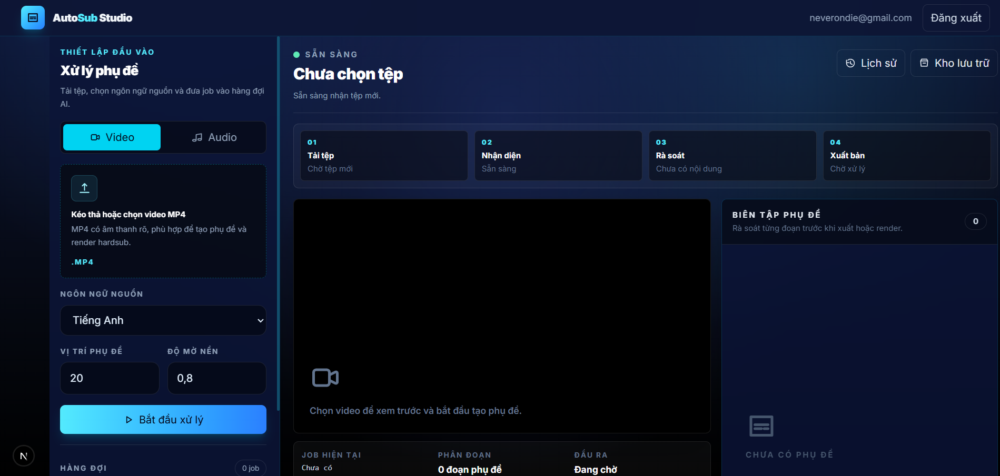 AutoSub Studio
neverondie@gmail.com
Đăng xuất
THIẾT LẬP ĐẦU VÀO
Xử lý phụ đề
Tải tệp, chọn ngôn ngữ nguồn và đưa job vào hàng đợi
AI.
Video
Audio
Kéo thả hoặc chọn video MP4
MP4 có âm thanh rõ, phù hợp để tạo phụ đề và
render hardsub.
.MP4
NGÔN NGỮ NGUỒN
Tiếng Anh
VỊ TRÍ PHỤ ĐỀ
ĐỘ MỜ NỀN
20
0,8
Bắt đầu xử lý
HÀNG ĐỢI
0 job
N
SẴN SÀNG
Chưa chọn tệp
Sẵn sàng nhận tệp mới.
Lịch sử
Kho lưu trữ
01
Tải tệp
Chờ tệp mới
02
Nhận diện
Sẵn sàng
03
Rà soát
Chưa có nội dung
04
Xuất bản
Chờ xử lý
Chọn video để xem trước và bắt đầu tạo phụ đề.
JOB HIỆN TẠI
Chưa có
PHÂN ĐOẠN
0 đoạn phụ đề
ĐẦU RA
Đang chờ
BIÊN TẬP PHỤ ĐỀ
Rà soát từng đoạn trước khi xuất hoặc render.
0
CHƯA CÓ PHỤ ĐỀ